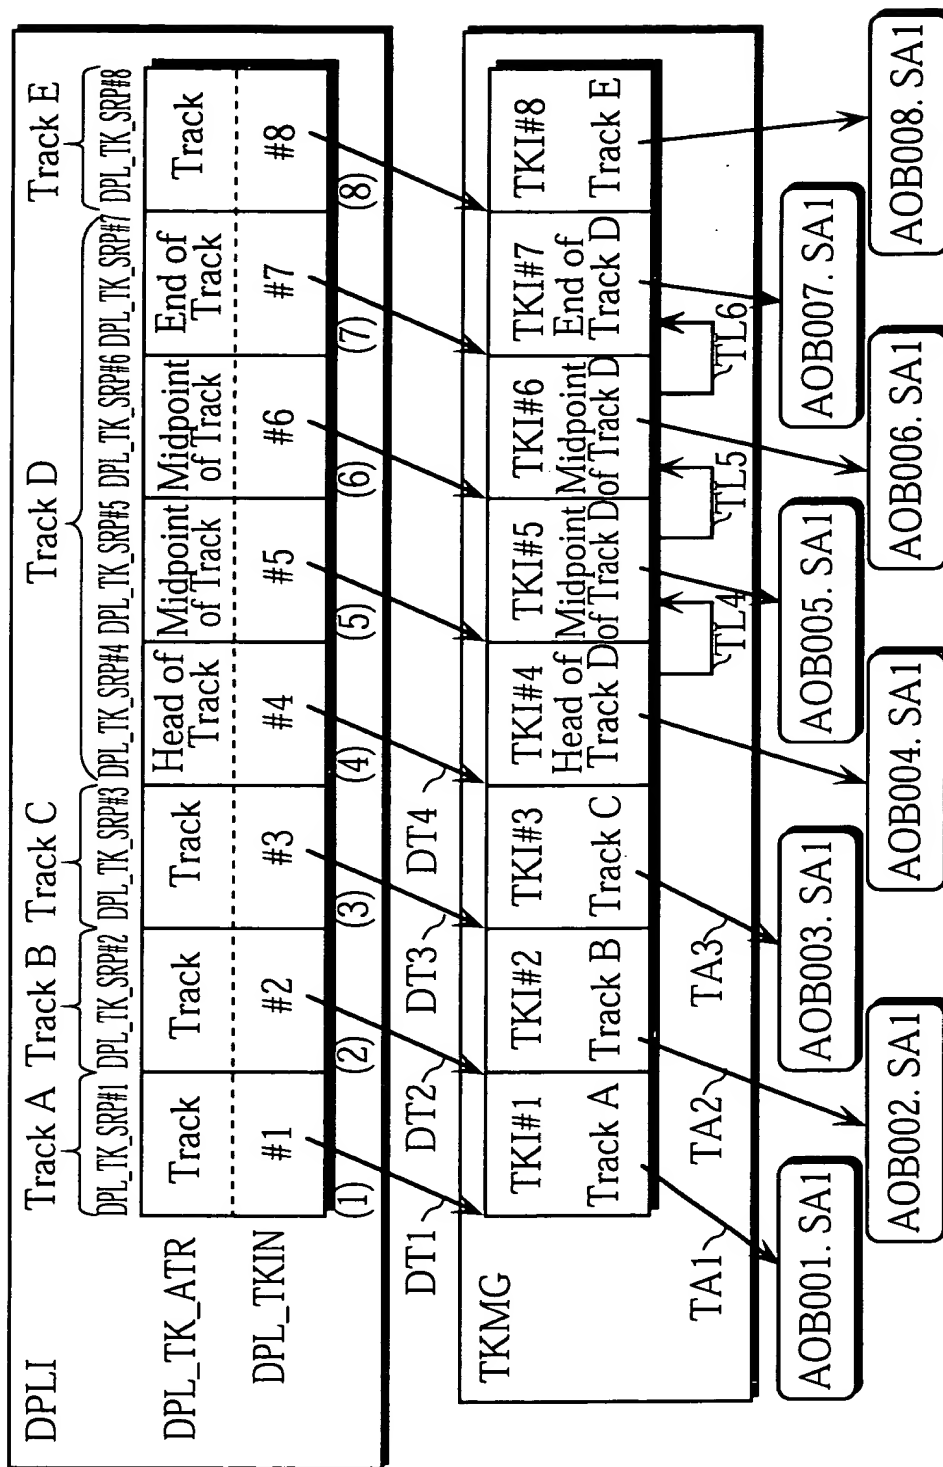 DPLI
Track A
Track B
Track C
Track D
Track E
DPL_TK_SRP#1
DPL_TK_SRP#2
DPL_TK_SRP#3
DPL_TK_SRP#4
DPL_TK_SRP#5
DPL_TK_SRP#6
DPL_TK_SRP#7
DPL_TK_SRP#8
DPL_TK_ATR
Track
Track
Track
Head of
Track
Midpoint
of Track
Midpoint
of Track
End of
Track
Track
DPL_TKIN
#1
#2
#3
#4
#5
#6
#7
#8
(1)
(2)
(3)
(4)
(5)
(6)
(7)
(8)
DT1
DT2
DT3
DT4
TKMG
TKI#1
Track A
TKI#2
Track B
TKI#3
Track C
TKI#4
Head of
Track D
TKI#5
Midpoint
of Track D
TKI#6
Midpoint
of Track D
TKI#7
End of
Track D
TKI#8
Track E
TL4
TL5
TL6
TA1
TA2
TA3
AOB001. SA1
AOB002. SA1
AOB003. SA1
AOB004. SA1
AOB005. SA1
AOB006. SA1
AOB007. SA1
AOB008. SA1